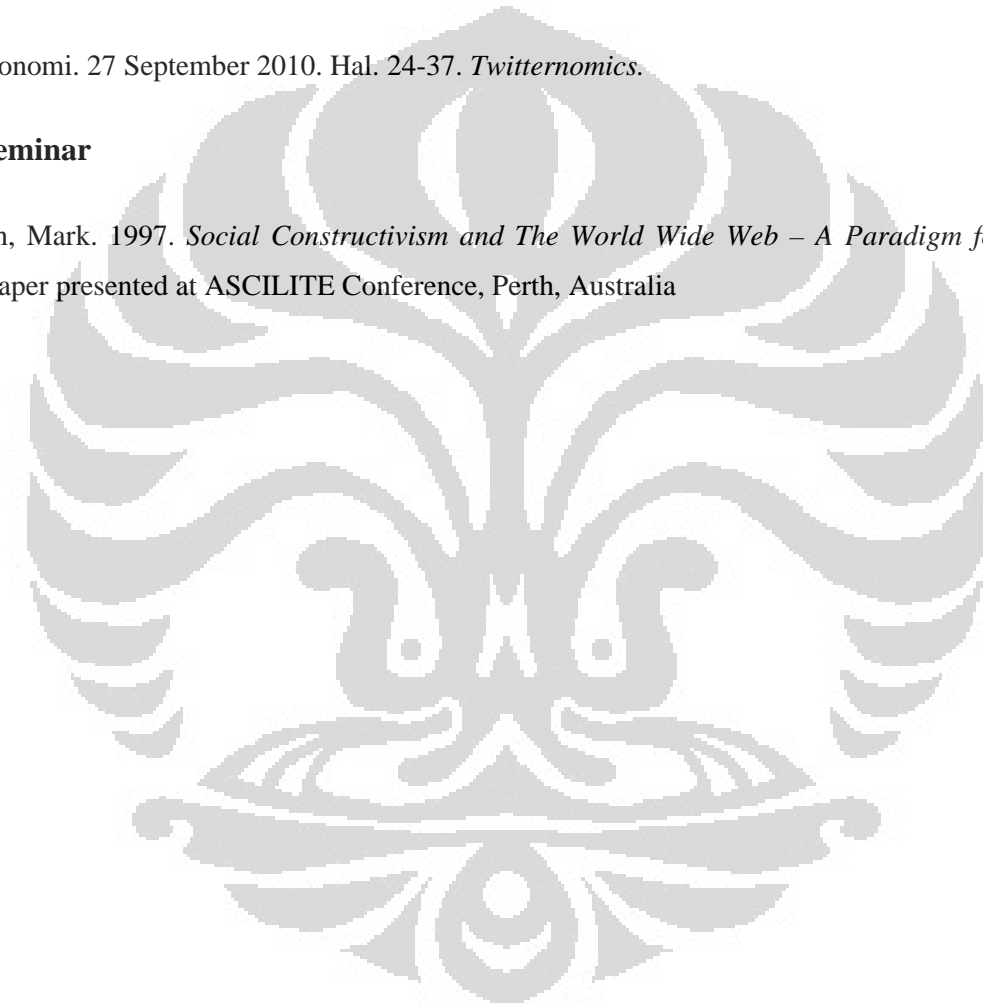 onomi. 27 September 2010. Hal. 24-37. Twitternomics.
eminar
n, Mark. 1997. Social Constructivism and The World Wide Web – A Paradigm fo
aper presented at ASCILITE Conference, Perth, Australia